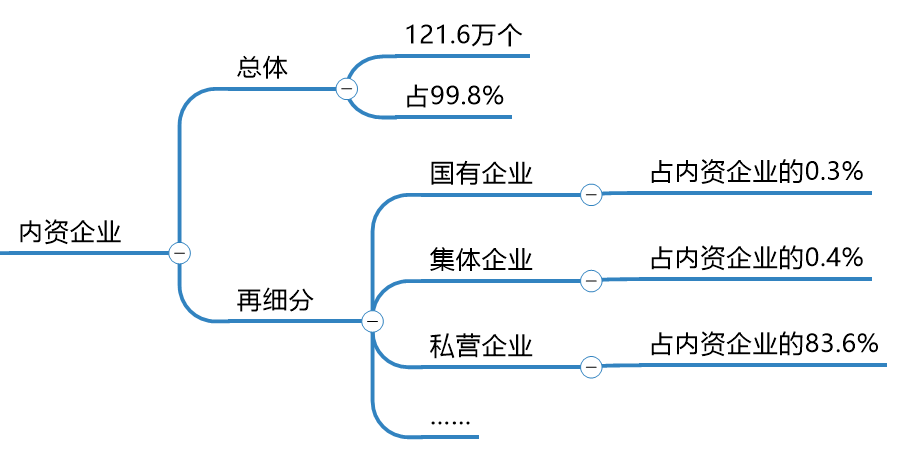 内资企业
总体
121.6万个
占99.8%
再细分
国有企业
占内资企业的0.3%
集体企业
占内资企业的0.4%
私营企业
占内资企业的83.6%
……